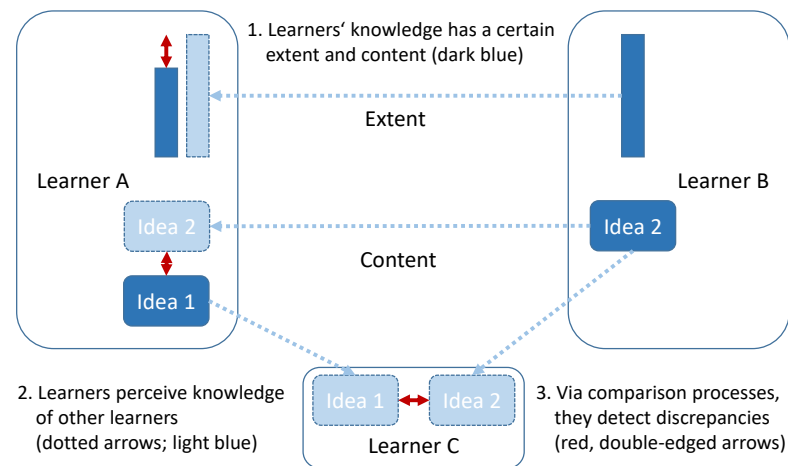 1. Learners‘ knowledge has a certain
extent and content (dark blue)
Extent
Learner A
Learner B
Idea 2
Idea 2
Content
Idea 1
2. Learners perceive knowledge
of other learners
(dotted arrows; light blue)
Idea 1
Idea 2
Learner C
3. Via comparison processes,
they detect discrepancies
(red, double-edged arrows)